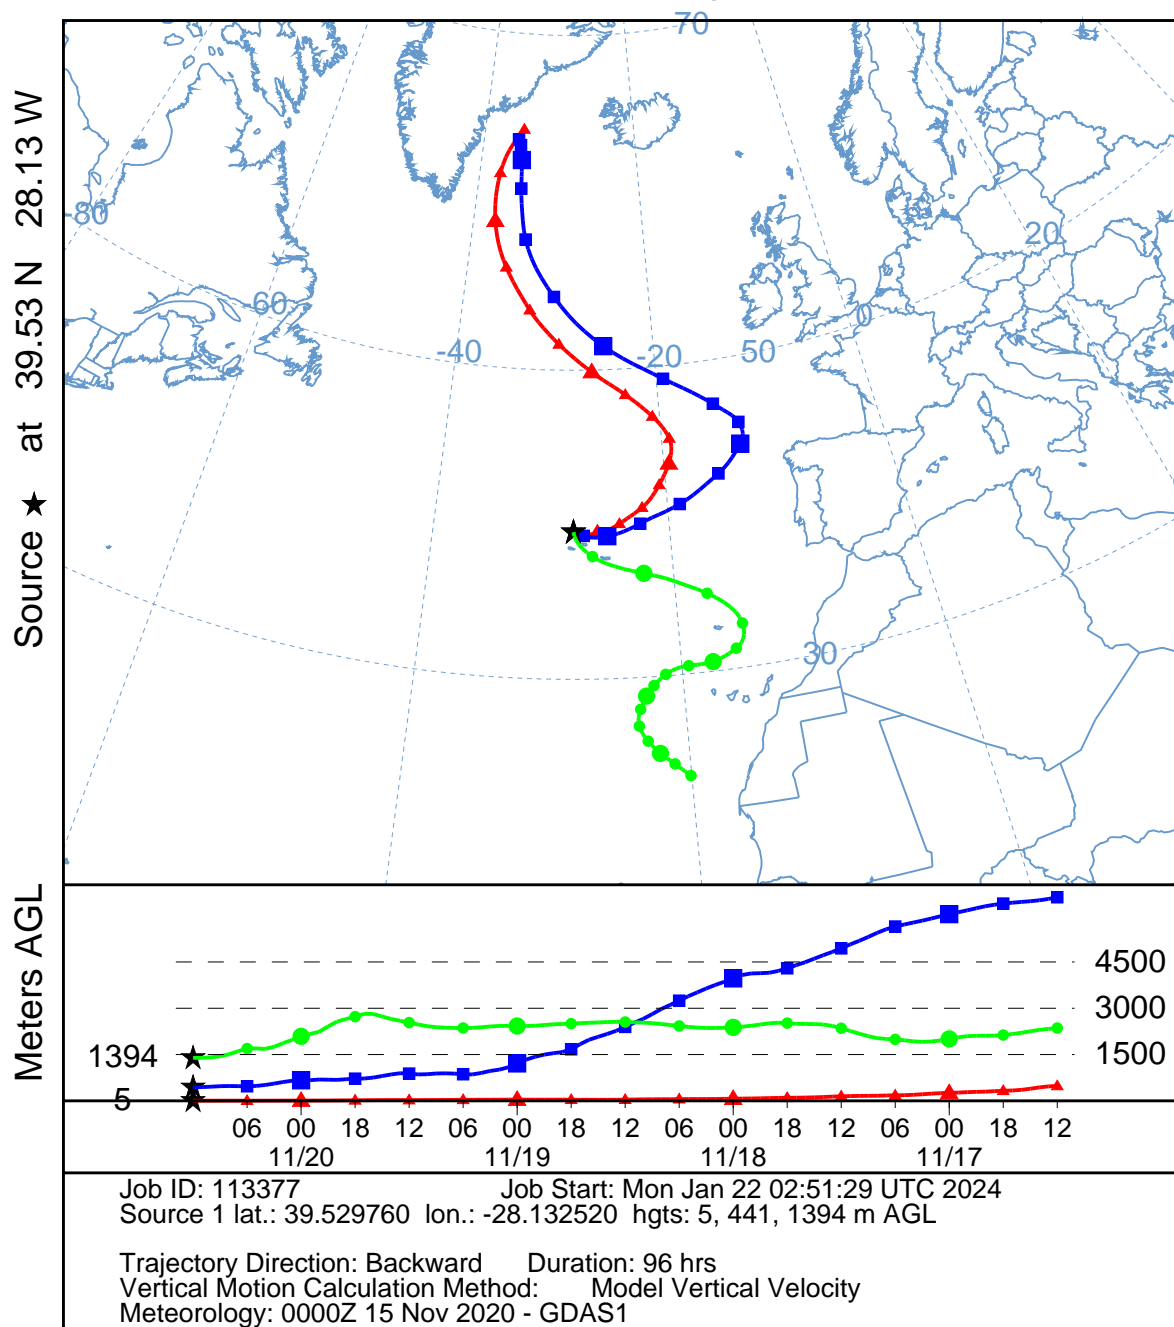 70
-80
-60
-40
-20
50
0
20
30
Source ★ at 39.53 N 28.13 W
Meters AGL
4500
3000
1500
1394
5
06 00 18 12 06 00 18 12 06 00 18 12 06 00 18 12
11/20 11/19 11/18 11/17
Job ID: 113377 Job Start: Mon Jan 22 02:51:29 UTC 2024
Source 1 lat.: 39.529760 lon.: -28.132520 hgts: 5, 441, 1394 m AGL
Trajectory Direction: Backward Duration: 96 hrs
Vertical Motion Calculation Method: Model Vertical Velocity
Meteorology: 0000Z 15 Nov 2020 - GDAS1